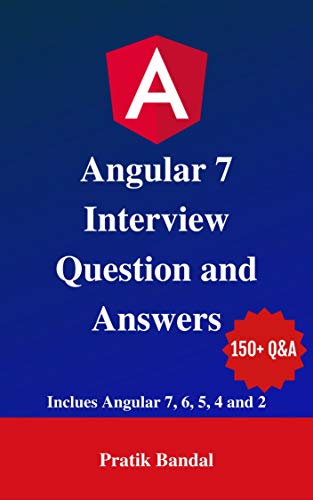 A
Angular 7
Interview
Question and
Answers
150+ Q&A
Inclues Angular 7, 6, 5, 4 and 2
Pratik Bandal